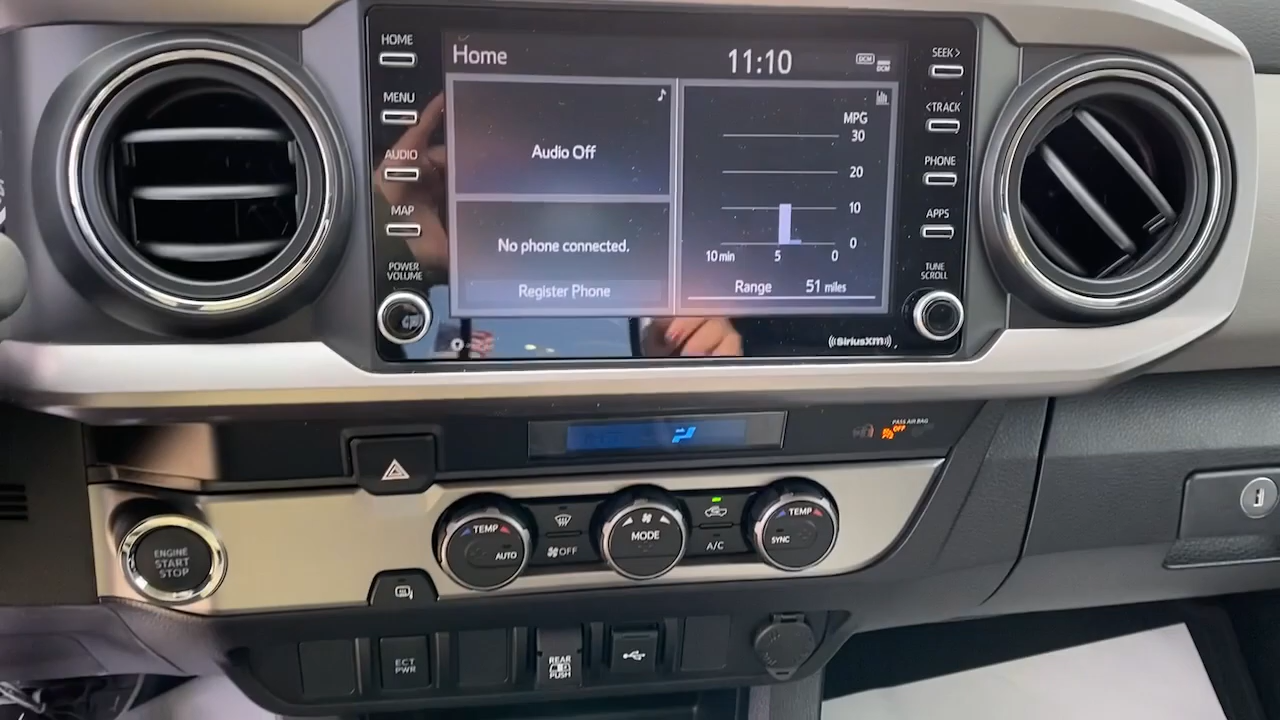 HOME
MENU
AUDIO
MAP
POWER
VOLUME
Home
11:10
DCM
DCM
Audio Off
No phone connected.
Register Phone
MPG
30
20
10
0
10 min 5 0
Range 51 miles
SEEK >
< TRACK
PHONE
APPS
TUNE
SCROLL
((SiriusXM))
PASS AIR BAG
OFF
ENGINE
START
STOP
TEMP
AUTO
OFF
MODE
A/C
TEMP
SYNC
ECT
PWR
REAR
PUSH